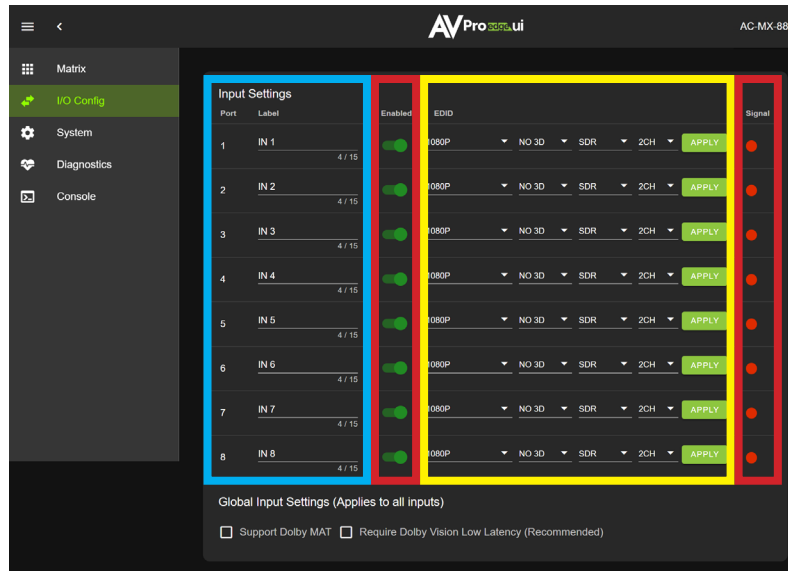 AVPro edge.ui AC-MX-88
Matrix
I/O Config
System
Diagnostics
Console
Input Settings
Port Label Enabled EDID Signal
1 IN 1 1080P NO 3D SDR 2CH APPLY
4 / 15
2 IN 2 1080P NO 3D SDR 2CH APPLY
4 / 15
3 IN 3 1080P NO 3D SDR 2CH APPLY
4 / 15
4 IN 4 1080P NO 3D SDR 2CH APPLY
4 / 15
5 IN 5 1080P NO 3D SDR 2CH APPLY
4 / 15
6 IN 6 1080P NO 3D SDR 2CH APPLY
4 / 15
7 IN 7 1080P NO 3D SDR 2CH APPLY
4 / 15
8 IN 8 1080P NO 3D SDR 2CH APPLY
4 / 15
Global Input Settings (Applies to all inputs)
Support Dolby MAT Require Dolby Vision Low Latency (Recommended)